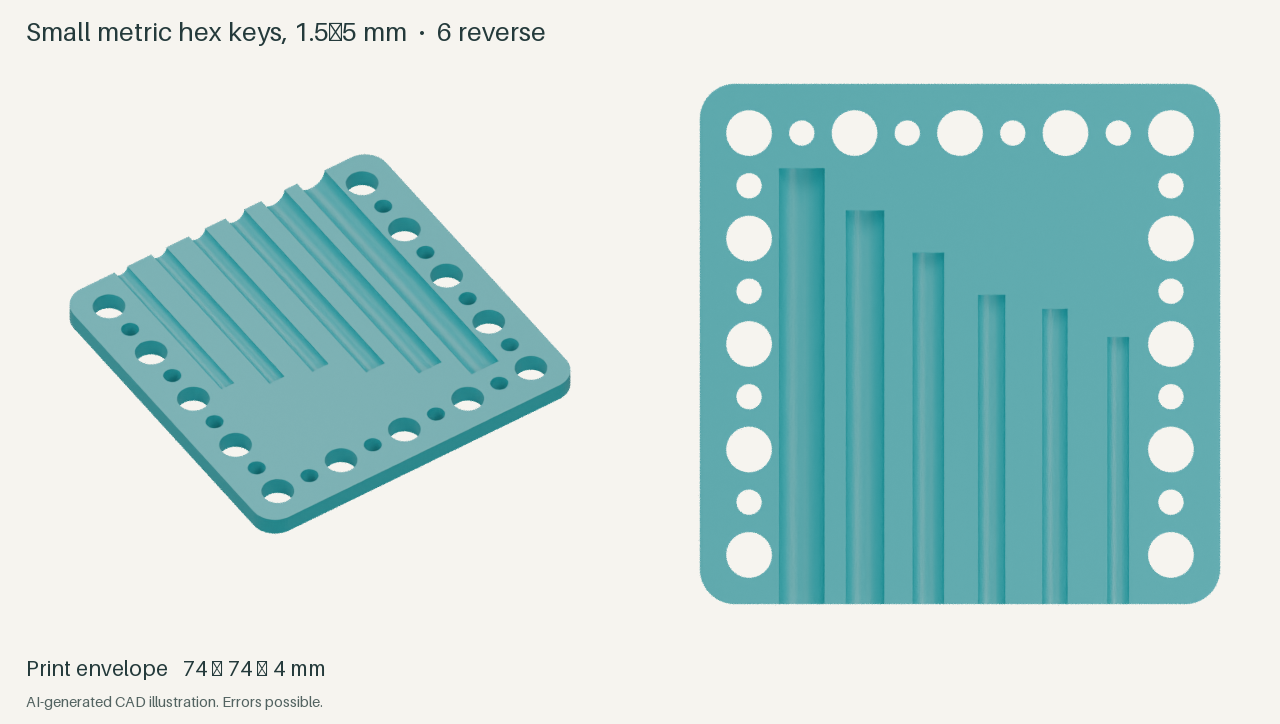 Small metric hex keys, 1.5�5 mm · 6 reverse
Print envelope 74 � 74 � 4 mm
AI-generated CAD illustration. Errors possible.